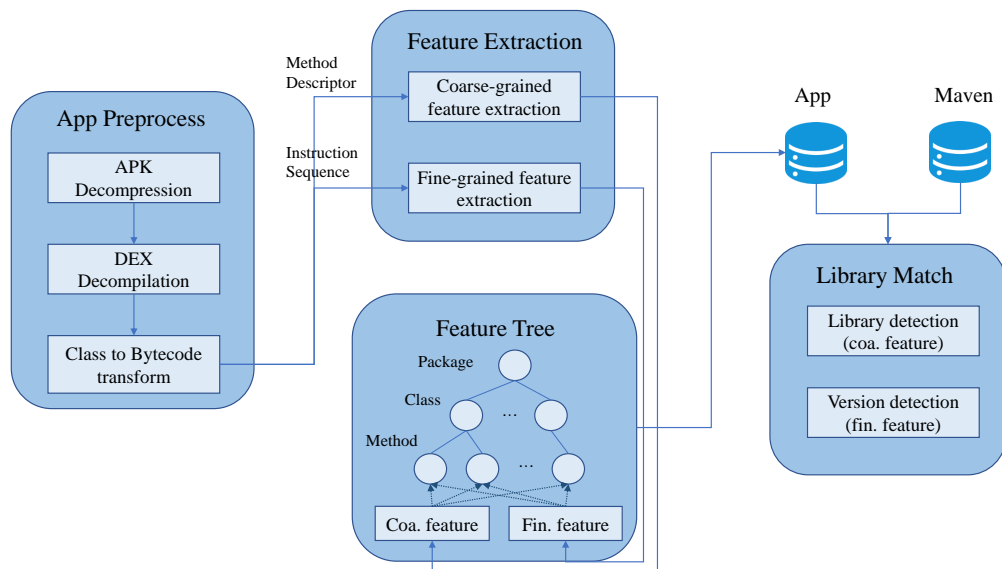 App Preprocess
APK
Decompression
DEX
Decompilation
Class to Bytecode
transform
Method
Descriptor
Instruction
Sequence
Feature Extraction
Coarse-grained
feature extraction
Fine-grained feature
extraction
Feature Tree
Package
Class
...
Method
...
Coa. feature
Fin. feature
App
Maven
Library Match
Library detection
(coa. feature)
Version detection
(fin. feature)